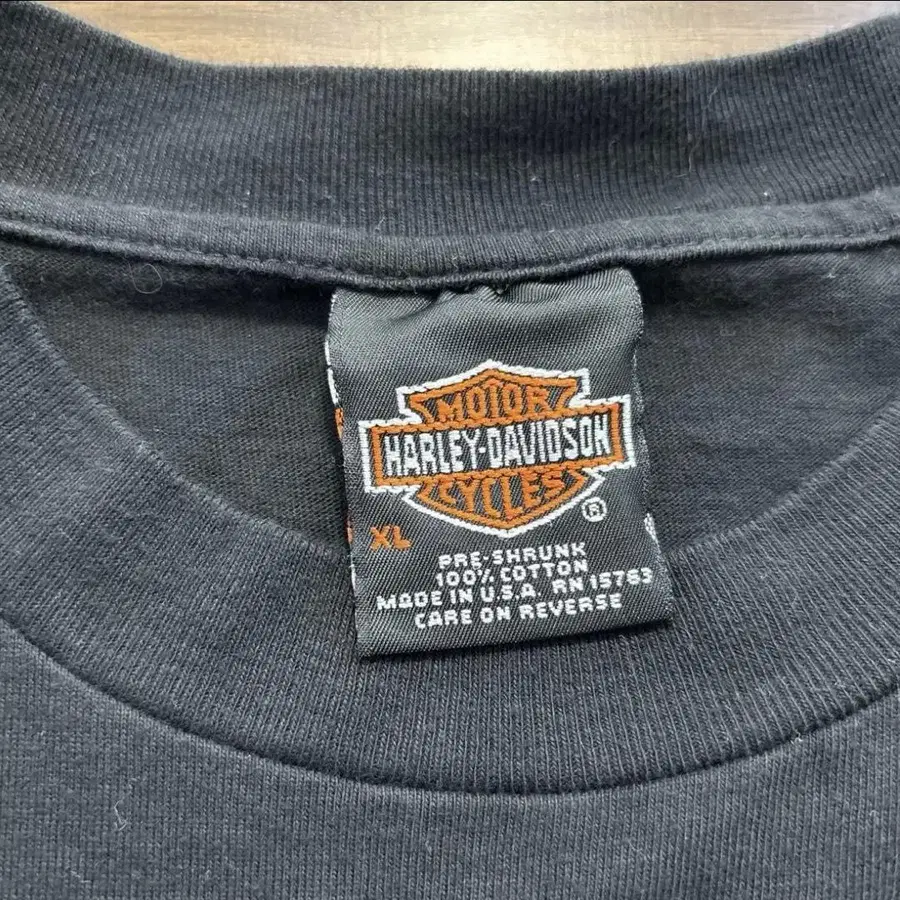 MOTOR
HARLEY-DAVIDSON
CYCLES
®
XL
PRE-SHRUNK
100% COTTON
MADE IN U.S.A. RN 15763
CARE ON REVERSE